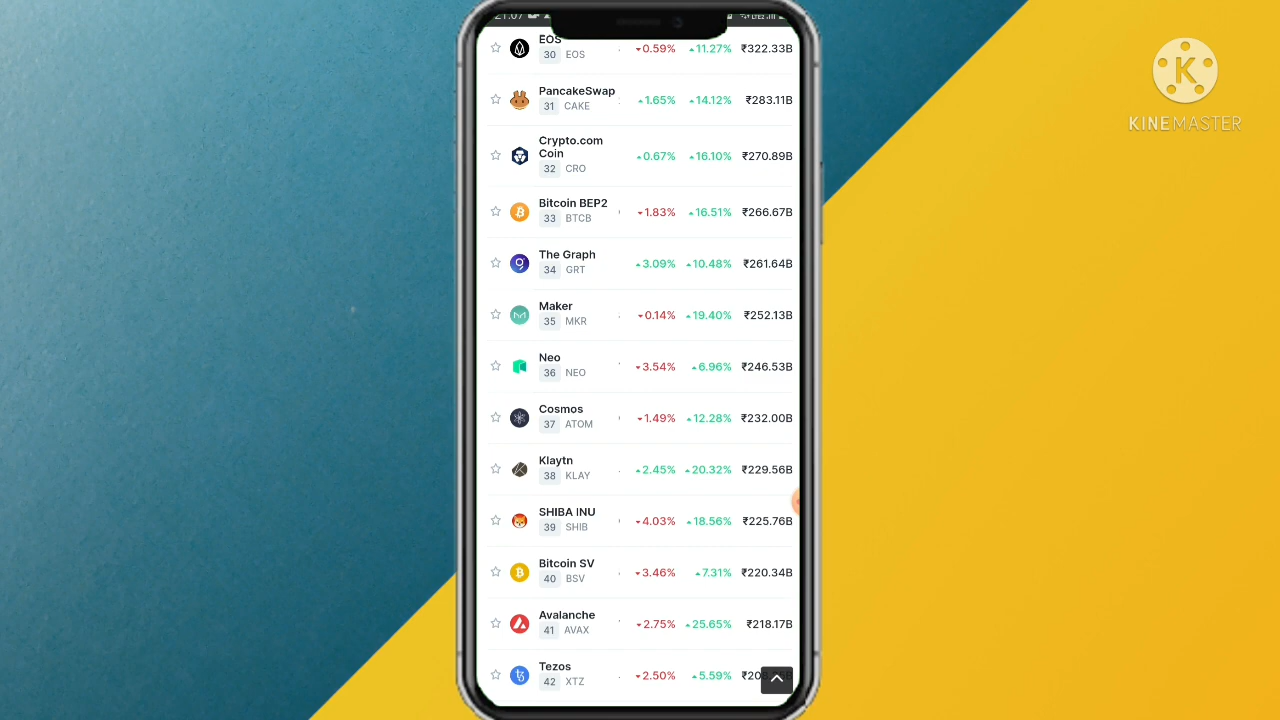 21:07
EOS
30 EOS 0.59% 11.27% ₹322.33B
PancakeSwap
31 CAKE 1.65% 14.12% ₹283.11B
Crypto.com
Coin
32 CRO 0.67% 16.10% ₹270.89B
Bitcoin BEP2
33 BTCB 1.83% 16.51% ₹266.67B
The Graph
34 GRT 3.09% 10.48% ₹261.64B
Maker
35 MKR 0.14% 19.40% ₹252.13B
Neo
36 NEO 3.54% 6.96% ₹246.53B
Cosmos
37 ATOM 1.49% 12.28% ₹232.00B
Klaytn
38 KLAY 2.45% 20.32% ₹229.56B
SHIBA INU
39 SHIB 4.03% 18.56% ₹225.76B
Bitcoin SV
40 BSV 3.46% 7.31% ₹220.34B
Avalanche
41 AVAX 2.75% 25.65% ₹218.17B
Tezos
42 XTZ 2.50% 5.59%
K
KINEMASTER